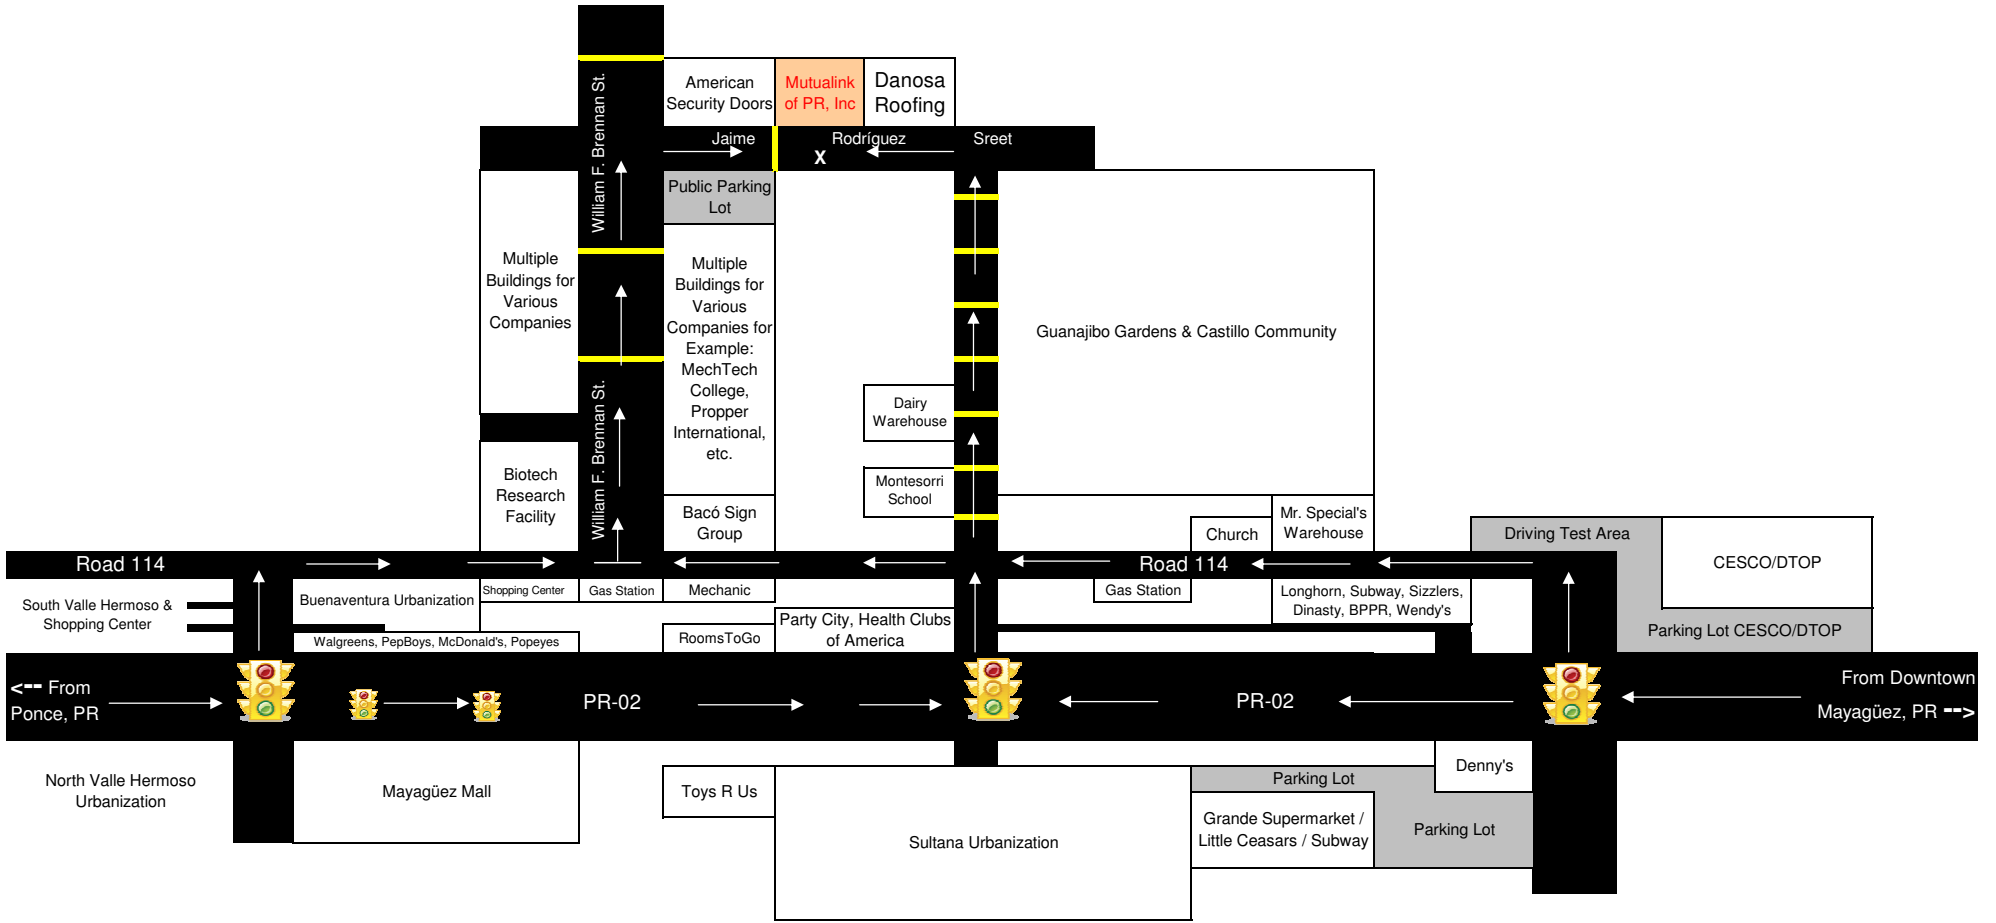 American
Security Doors
Mutualink
of PR, Inc
Danosa
Roofing
William F. Brennan St.
Jaime
Rodríguez
Sreet
X
Public Parking
Lot
Multiple
Buildings for
Various
Companies
Multiple
Buildings for
Various
Companies for
Example:
MechTech
College,
Propper
International,
etc.
Guanajibo Gardens & Castillo Community
Dairy
Warehouse
William F. Brennan St.
Biotech
Research
Facility
Montesorri
School
Bacó Sign
Group
Church
Mr. Special's
Warehouse
Driving Test Area
CESCO/DTOP
Road 114
Road 114
South Valle Hermoso &
Shopping Center
Buenaventura Urbanization
Shopping Center
Gas Station
Mechanic
Gas Station
Longhorn, Subway, Sizzlers,
Dinasty, BPPR, Wendy's
Party City, Health Clubs
of America
Parking Lot CESCO/DTOP
Walgreens, PepBoys, McDonald's, Popeyes
RoomsToGo
<-- From
Ponce, PR
PR-02
PR-02
From Downtown
Mayagüez, PR -->
North Valle Hermoso
Urbanization
Mayagüez Mall
Toys R Us
Sultana Urbanization
Parking Lot
Denny's
Grande Supermarket /
Little Ceasars / Subway
Parking Lot